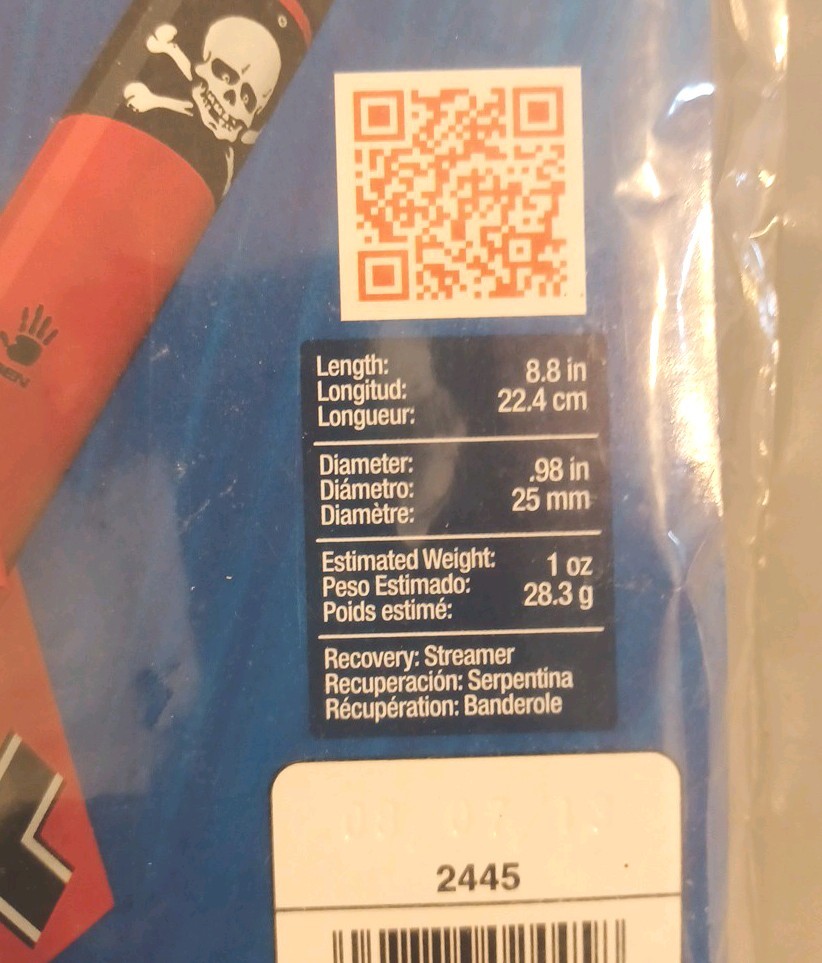 Length:
Longitud:
Longueur:
8.8 in
22.4 cm
Diameter:
Diámetro:
Diamètre:
.98 in
25 mm
Estimated Weight:
Peso Estimado:
Poids estimé:
1 oz
28.3 g
Recovery: Streamer
Recuperación: Serpentina
Récupération: Banderole
2445